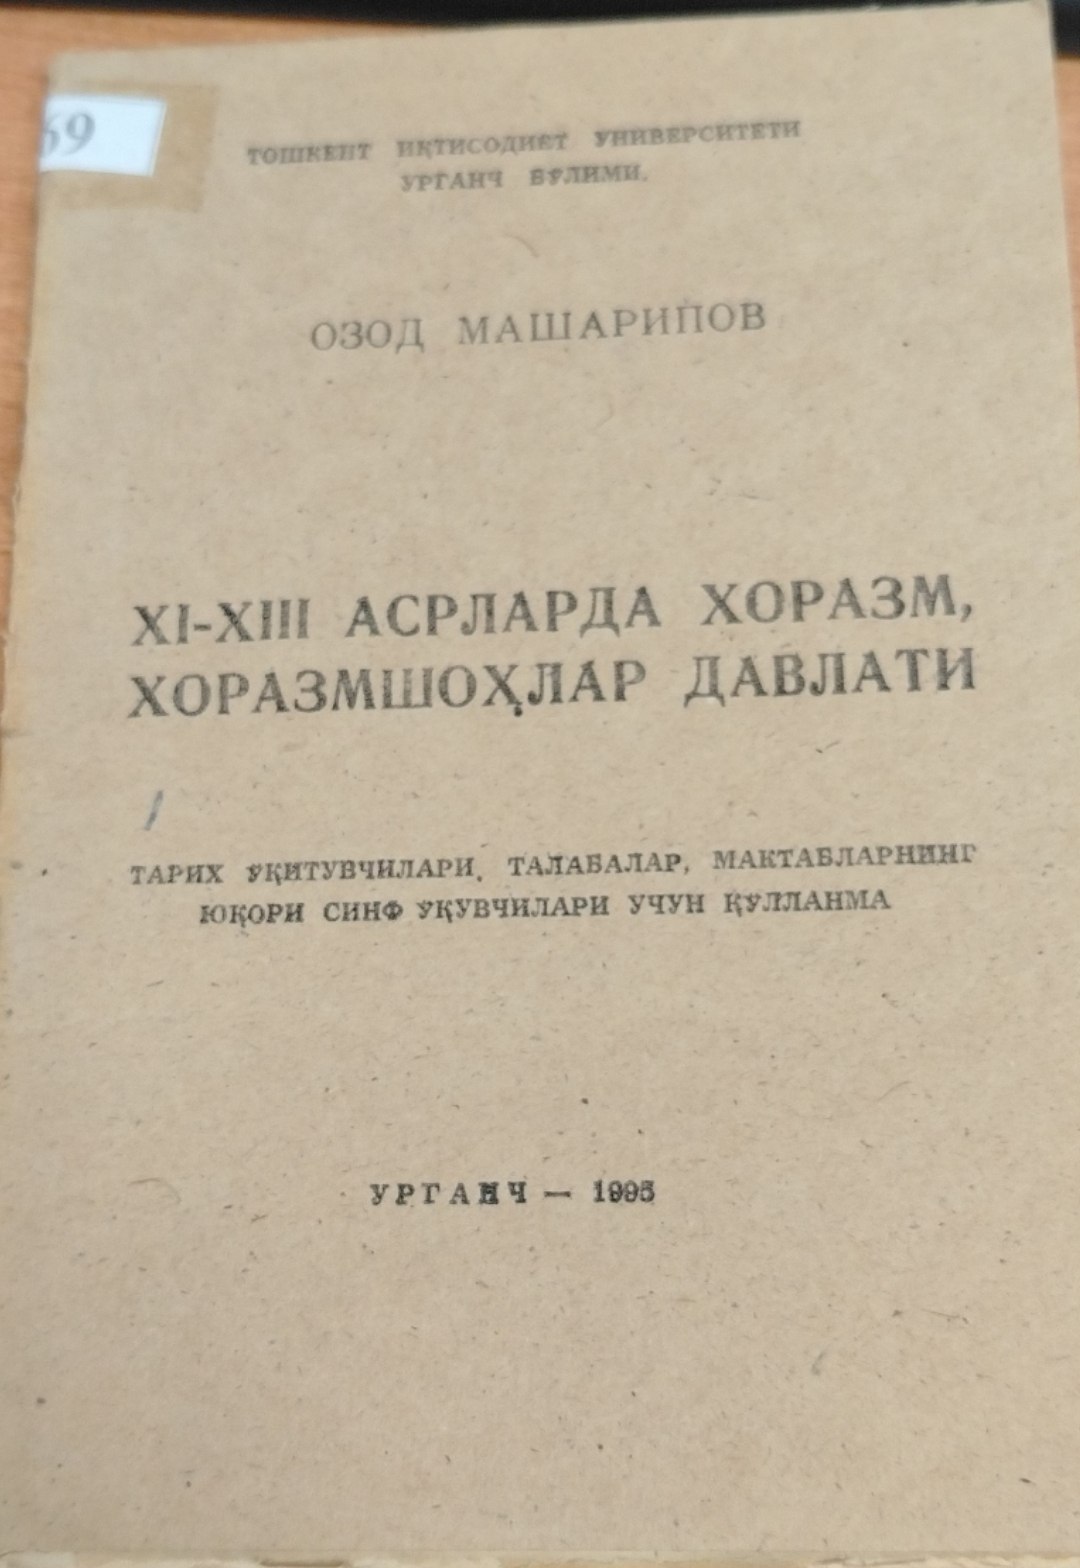 69
ТОШКЕНТ ИҚТИСОДИЁТ УНИВЕРСИТЕТИ
УРГАНЧ БЎЛИМИ.
ОЗОД МАШАРИПОВ
XI-XIII АСРЛАРДА ХОРАЗМ,
ХОРАЗМШОҲЛАР ДАВЛАТИ
ТАРИХ ЎҚИТУВЧИЛАРИ, ТАЛАБАЛАР, МАКТАБЛАРНИНГ
ЮҚОРИ СИНФ ЎҚУВЧИЛАРИ УЧУН ҚЎЛЛАНМА
УРГАНЧ — 1995